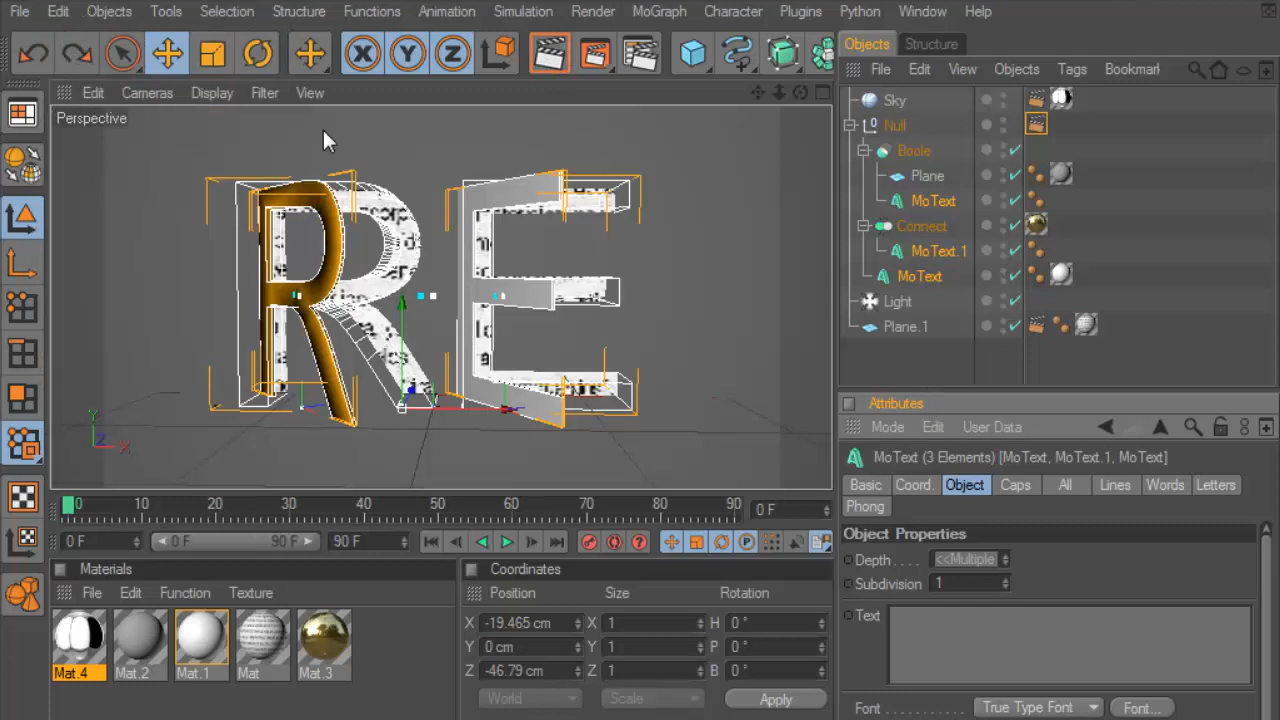 File Edit Objects Tools Selection Structure Functions Animation Simulation Render MoGraph Character Plugins Python Window Help
X Y Z
Objects Structure
File Edit View Objects Tags Bookmark
Edit Cameras Display Filter View
Perspective
Sky
Null
Boole
Plane
MoText
Connect
MoText.1
MoText
Light
Plane.1
RE
Y
Z X
Attributes
Mode Edit User Data
MoText (3 Elements) [MoText, MoText.1, MoText]
Basic Coord. Object Caps All Lines Words Letters
Phong
Object Properties
Depth . . . . <<Multiple
Subdivision 1
Text
Font . . . . . . . . . . . True Type Font Font...
0 10 20 30 40 50 60 70 80 90 0 F
0 F 0 F 90 F 90 F
Materials
File Edit Function Texture
Mat.4 Mat.2 Mat.1 Mat Mat.3
Coordinates
Position Size Rotation
X -19.465 cm X 1 H 0 °
Y 0 cm Y 1 P 0 °
Z -46.79 cm Z 1 B 0 °
World Scale Apply